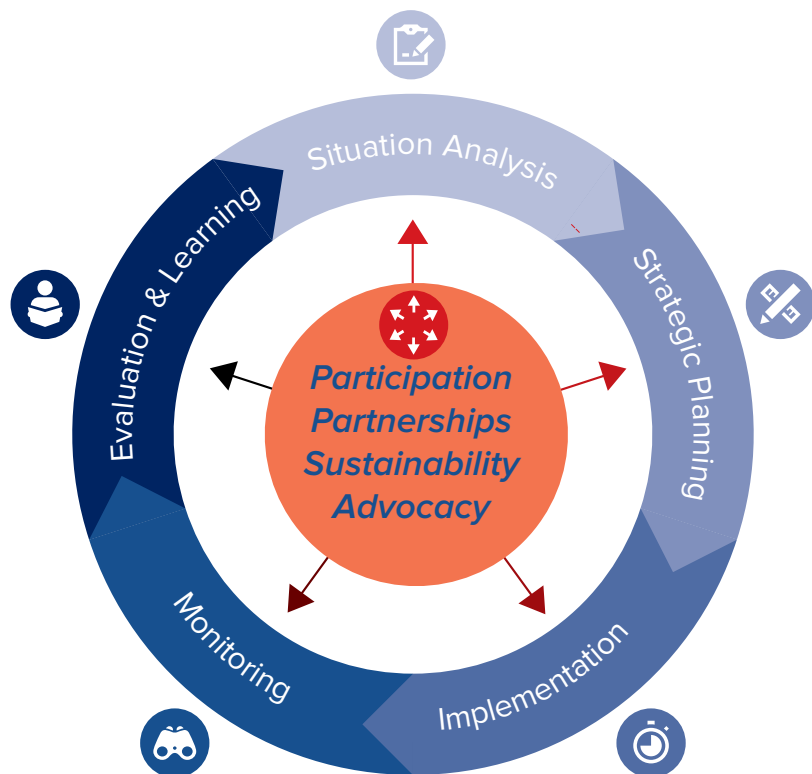 Situation Analysis
Strategic Planning
Implementation
Monitoring
Evaluation & Learning
Participation
Partnerships
Sustainability
Advocacy